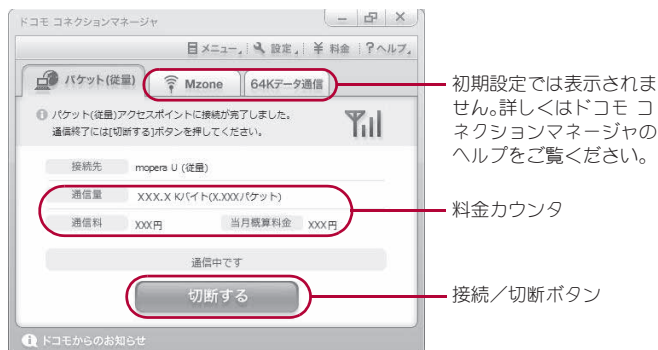 ドコモ コネクションマネージャ
メニュー 設定 ¥ 料金 ? ヘルプ
パケット(従量) Mzone 64Kデータ通信
パケット(従量)アクセスポイントに接続が完了しました。
通信終了には[切断する]ボタンを押してください。
接続先 mopera U (従量)
通信量 XXX.X Kバイト(X.XXXパケット)
通信料 XXX円 当月概算料金 XXX円
通信中です
切断する
ドコモからのお知らせ
初期設定では表示されま
せん。詳しくはドコモ コ
ネクションマネージャの
ヘルプをご覧ください。
料金カウンタ
接続／切断ボタン